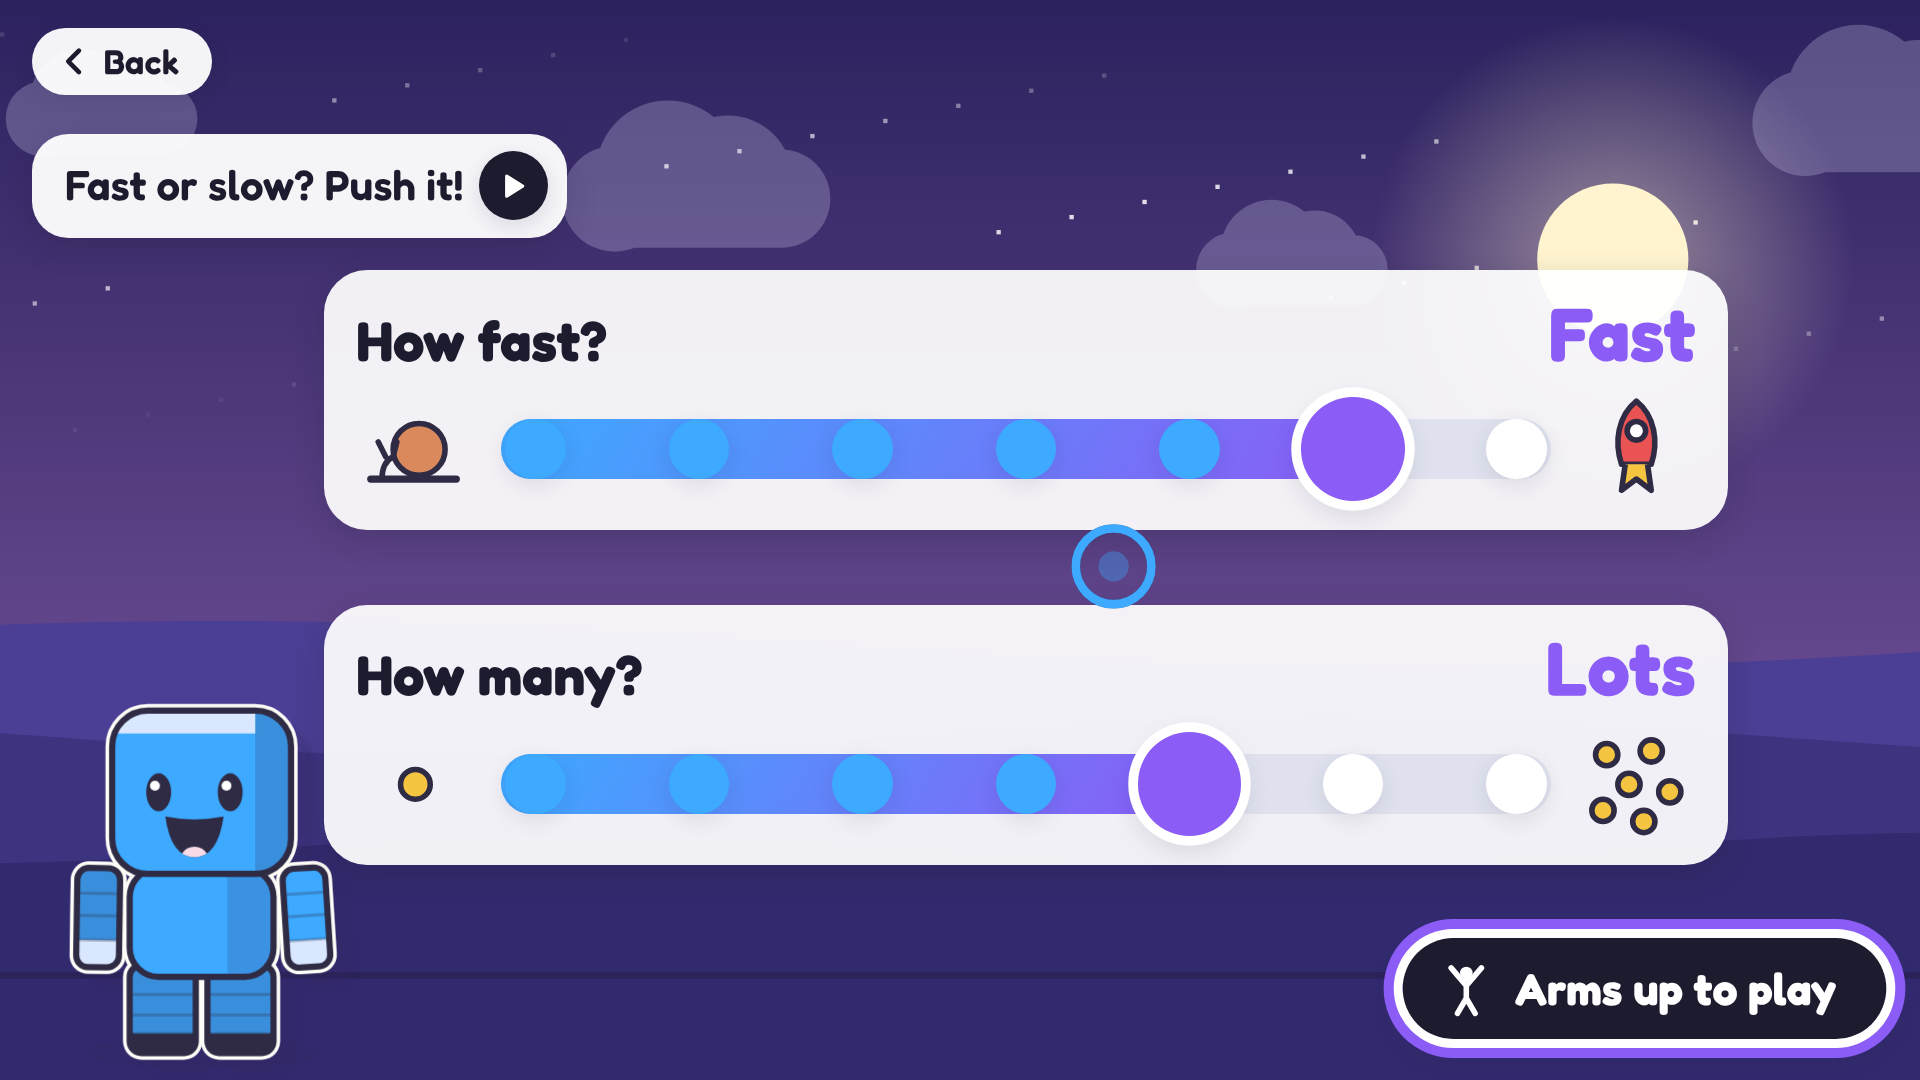 Back
Fast or slow? Push it!
How fast?
Fast
How many?
Lots
Arms up to play